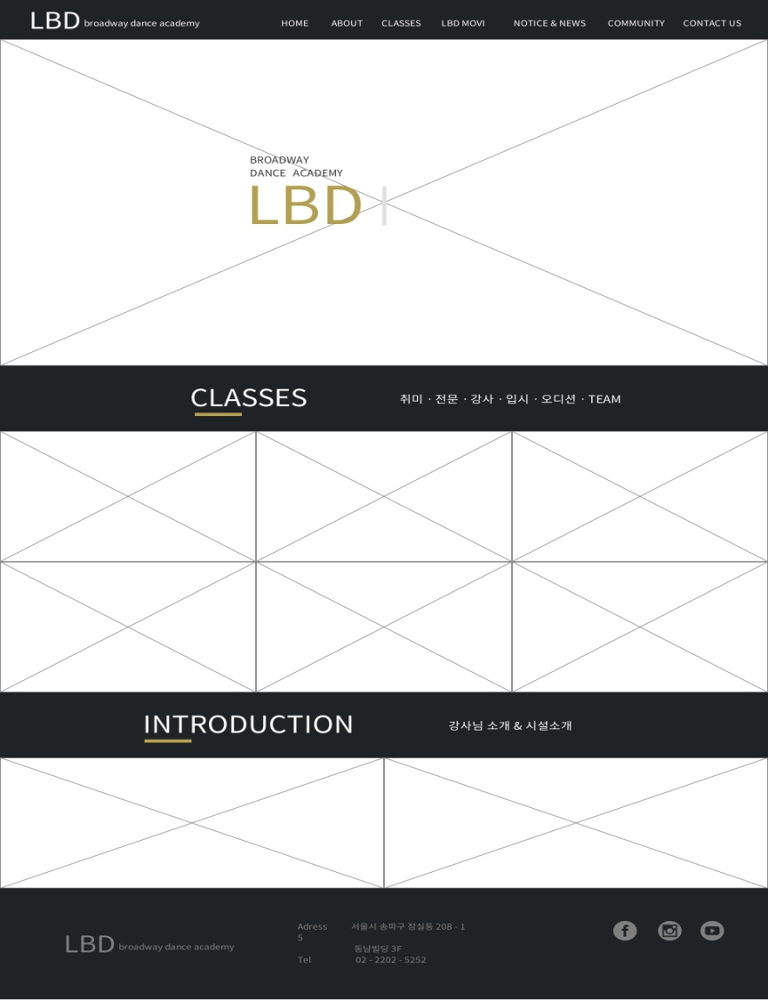 LBD broadway dance academy HOME ABOUT CLASSES LBD MOVI NOTICE & NEWS COMMUNITY CONTACT US
BROADWAY
DANCE ACADEMY
LBD
CLASSES 취미 · 전문 · 강사 · 입시 · 오디션 · TEAM
INTRODUCTION 강사님 소개 & 시설소개
LBD broadway dance academy
Adress 서울시 송파구 잠실동 208 - 1
5
동남빌딩 3F
Tel 02 - 2202 - 5252